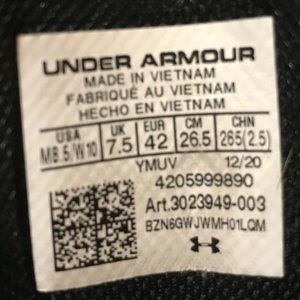 UNDER ARMOUR
MADE IN VIETNAM
FABRIQUÉ AU VIETNAM
HECHO EN VIETNAM
USA UK EUR CM CHN
M/8.5/W10 7.5 42 26.5 265(2.5)
YMUV 12/20
4205999890
Art.3023949-003
BZN6GWJWMH01LQM